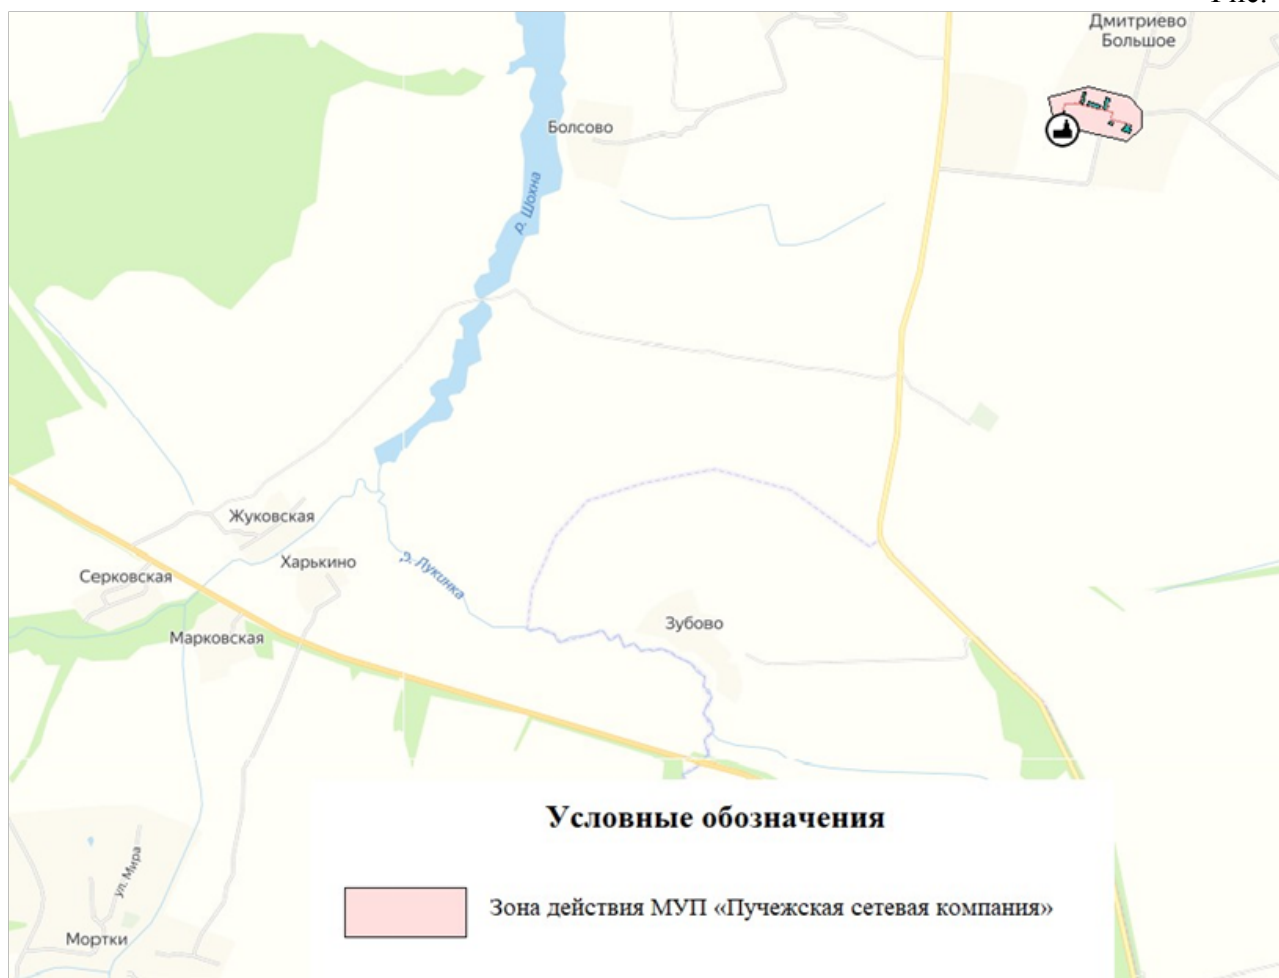 Рис.
Дмитриево
Большое
Болсово
р. Шохна
Жуковская
Харькино
Серковская
р. Лукинка
Марковская
Зубово
Условные обозначения
ул. Мира
Зона действия МУП «Пучежская сетевая компания»
Мортки